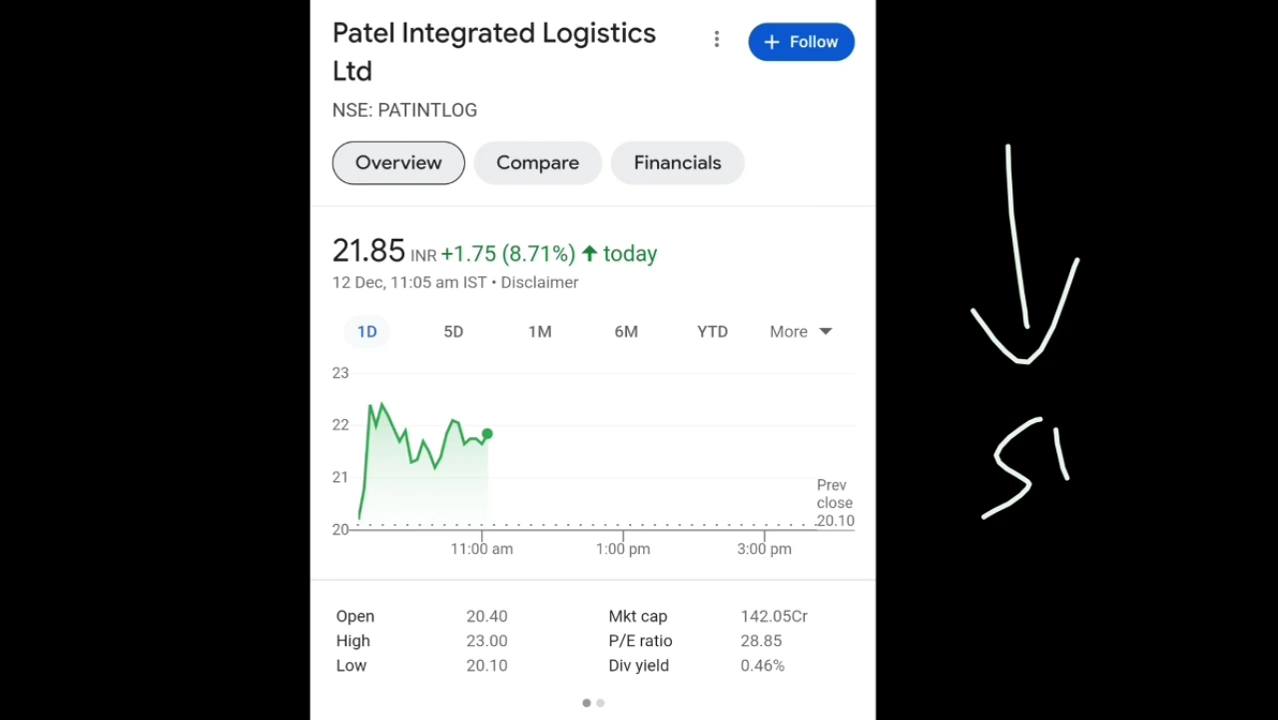 Patel Integrated Logistics
Ltd
+ Follow
NSE: PATINTLOG
Overview Compare Financials
21.85 INR +1.75 (8.71%) ↑ today
12 Dec, 11:05 am IST • Disclaimer
1D 5D 1M 6M YTD More
23
22
21
20
Prev
close
20.10
11:00 am 1:00 pm 3:00 pm
Open 20.40 Mkt cap 142.05Cr
High 23.00 P/E ratio 28.85
Low 20.10 Div yield 0.46%